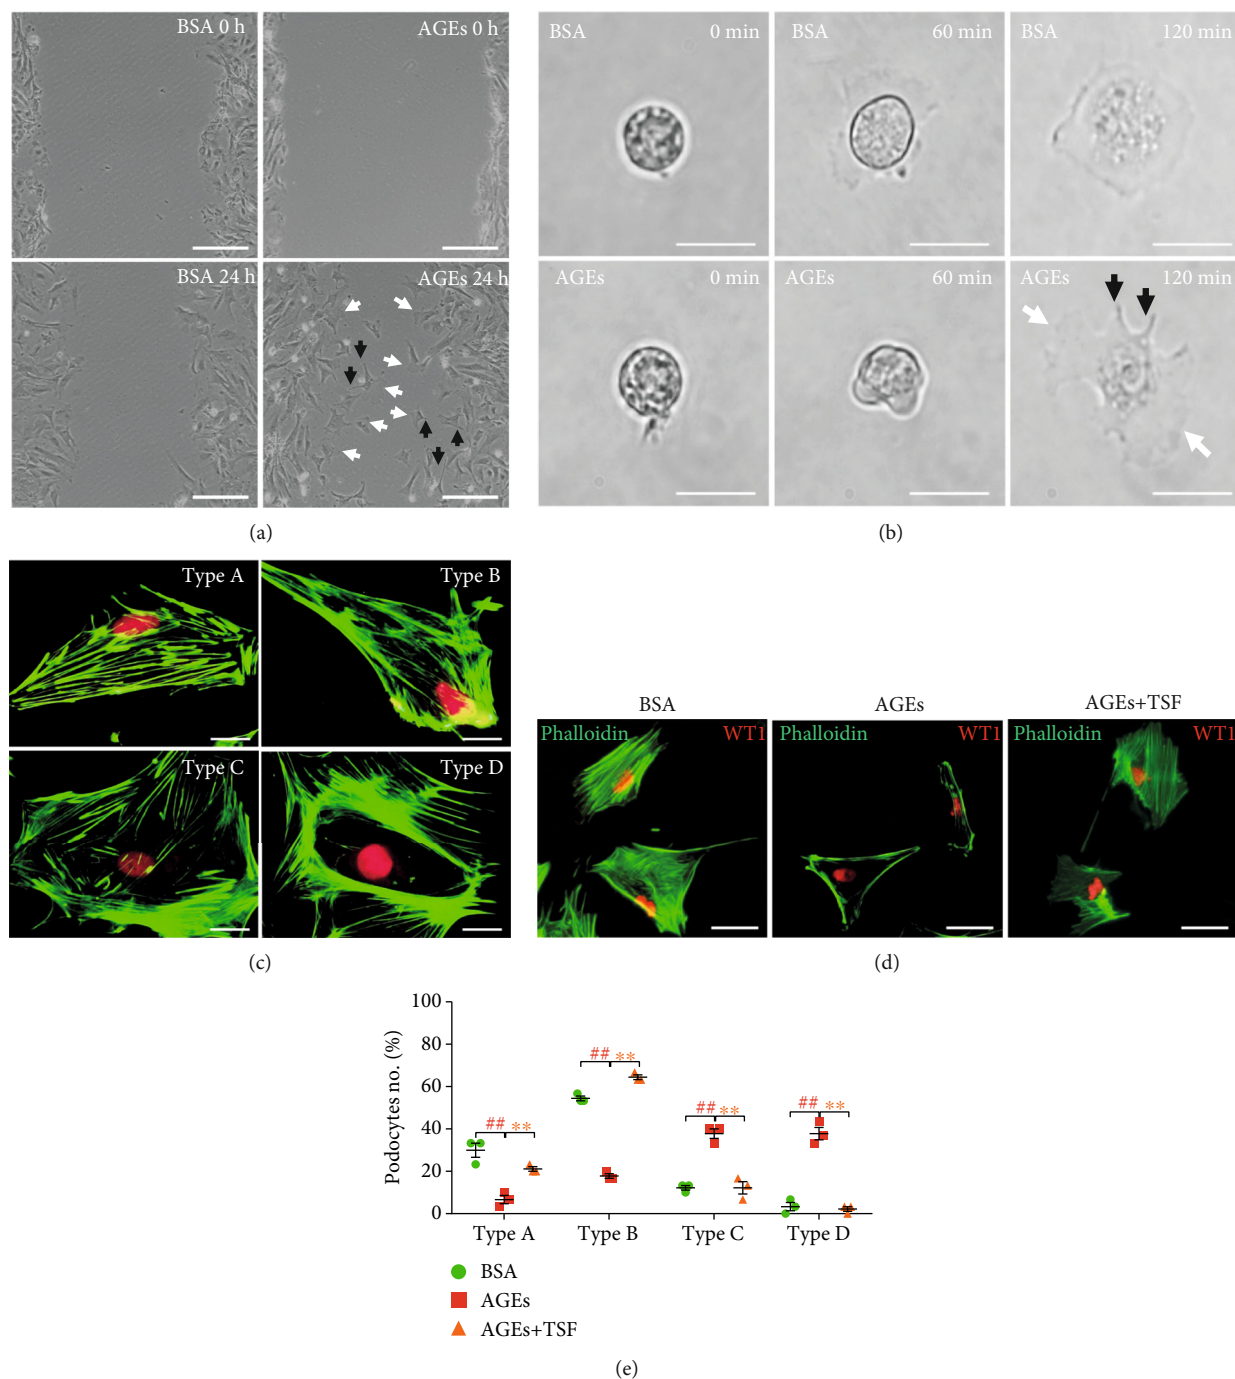 BSA 0 h
AGEs 0 h
BSA 24 h
AGEs 24 h
(a)
BSA 0 min
BSA 60 min
BSA 120 min
AGEs 0 min
AGEs 60 min
AGEs 120 min
(b)
Type A
Type B
Type C
Type D
(c)
BSA
AGEs
AGEs+TSF
Phalloidin WT1
Phalloidin WT1
Phalloidin WT1
(d)
Podocytes no. (%)
100
80
60
40
20
0
## **
## **
## **
## **
Type A
Type B
Type C
Type D
BSA
AGEs
AGEs+TSF
(e)